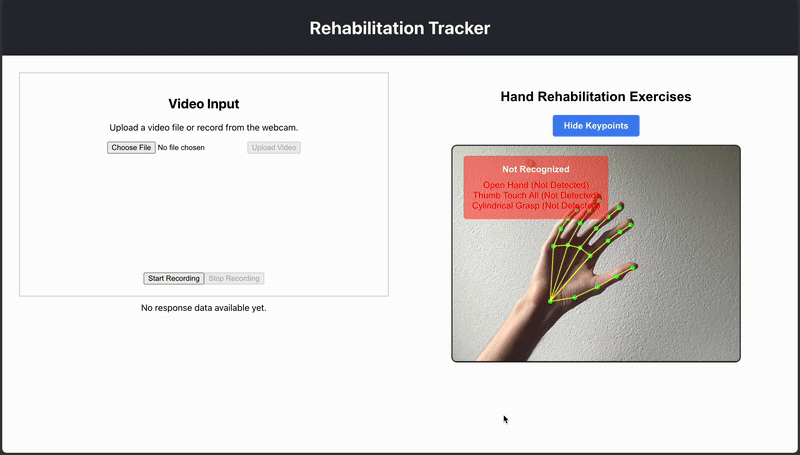 Rehabilitation Tracker
Video Input
Upload a video file or record from the webcam.
Choose File No file chosen
Upload Video
Start Recording
Stop Recording
No response data available yet.
Hand Rehabilitation Exercises
Hide Keypoints
Not Recognized
Open Hand (Not Detected)
Thumb Touch All (Not Detected)
Cylindrical Grasp (Not Detected)